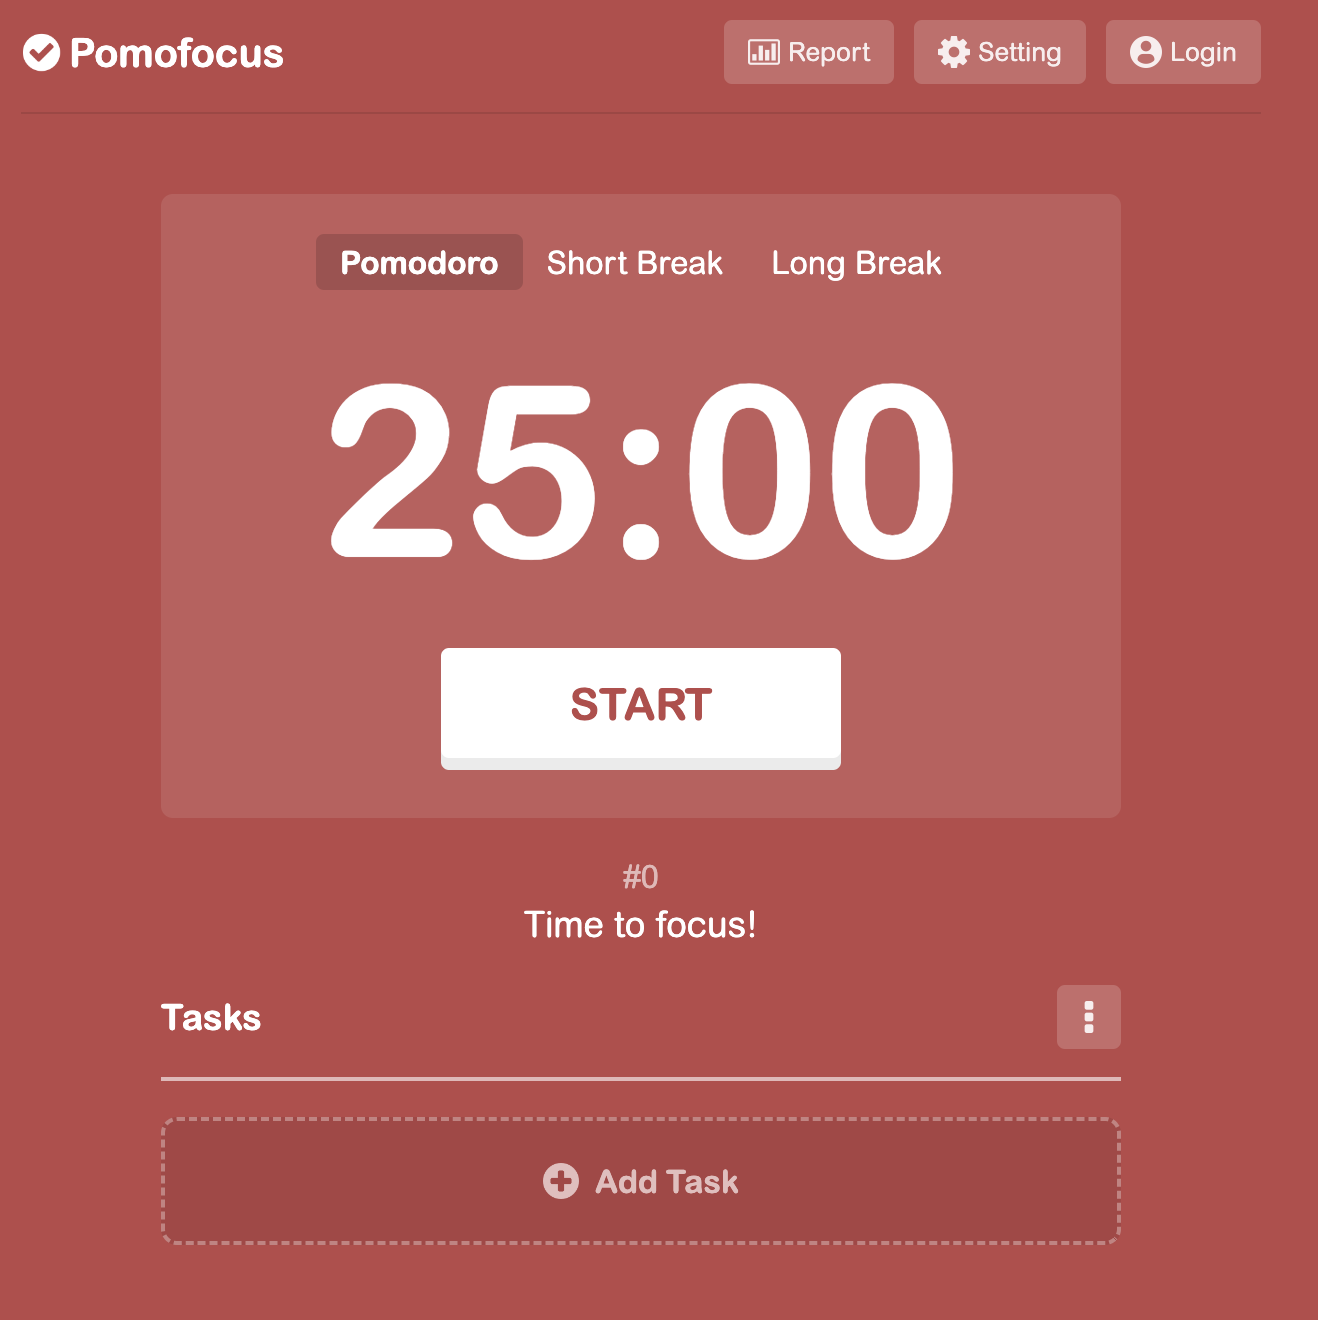 Pomofocus
Report
Setting
Login
Pomodoro
Short Break
Long Break
25:00
START
#0
Time to focus!
Tasks
Add Task